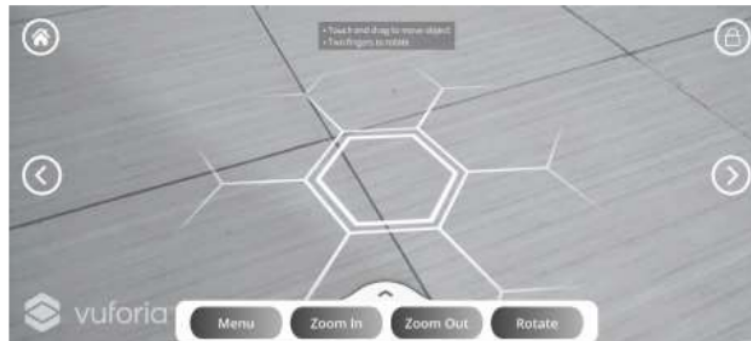 • Touch and drag to move object
• Two fingers to rotate
vuforia
Menu
Zoom In
Zoom Out
Rotate